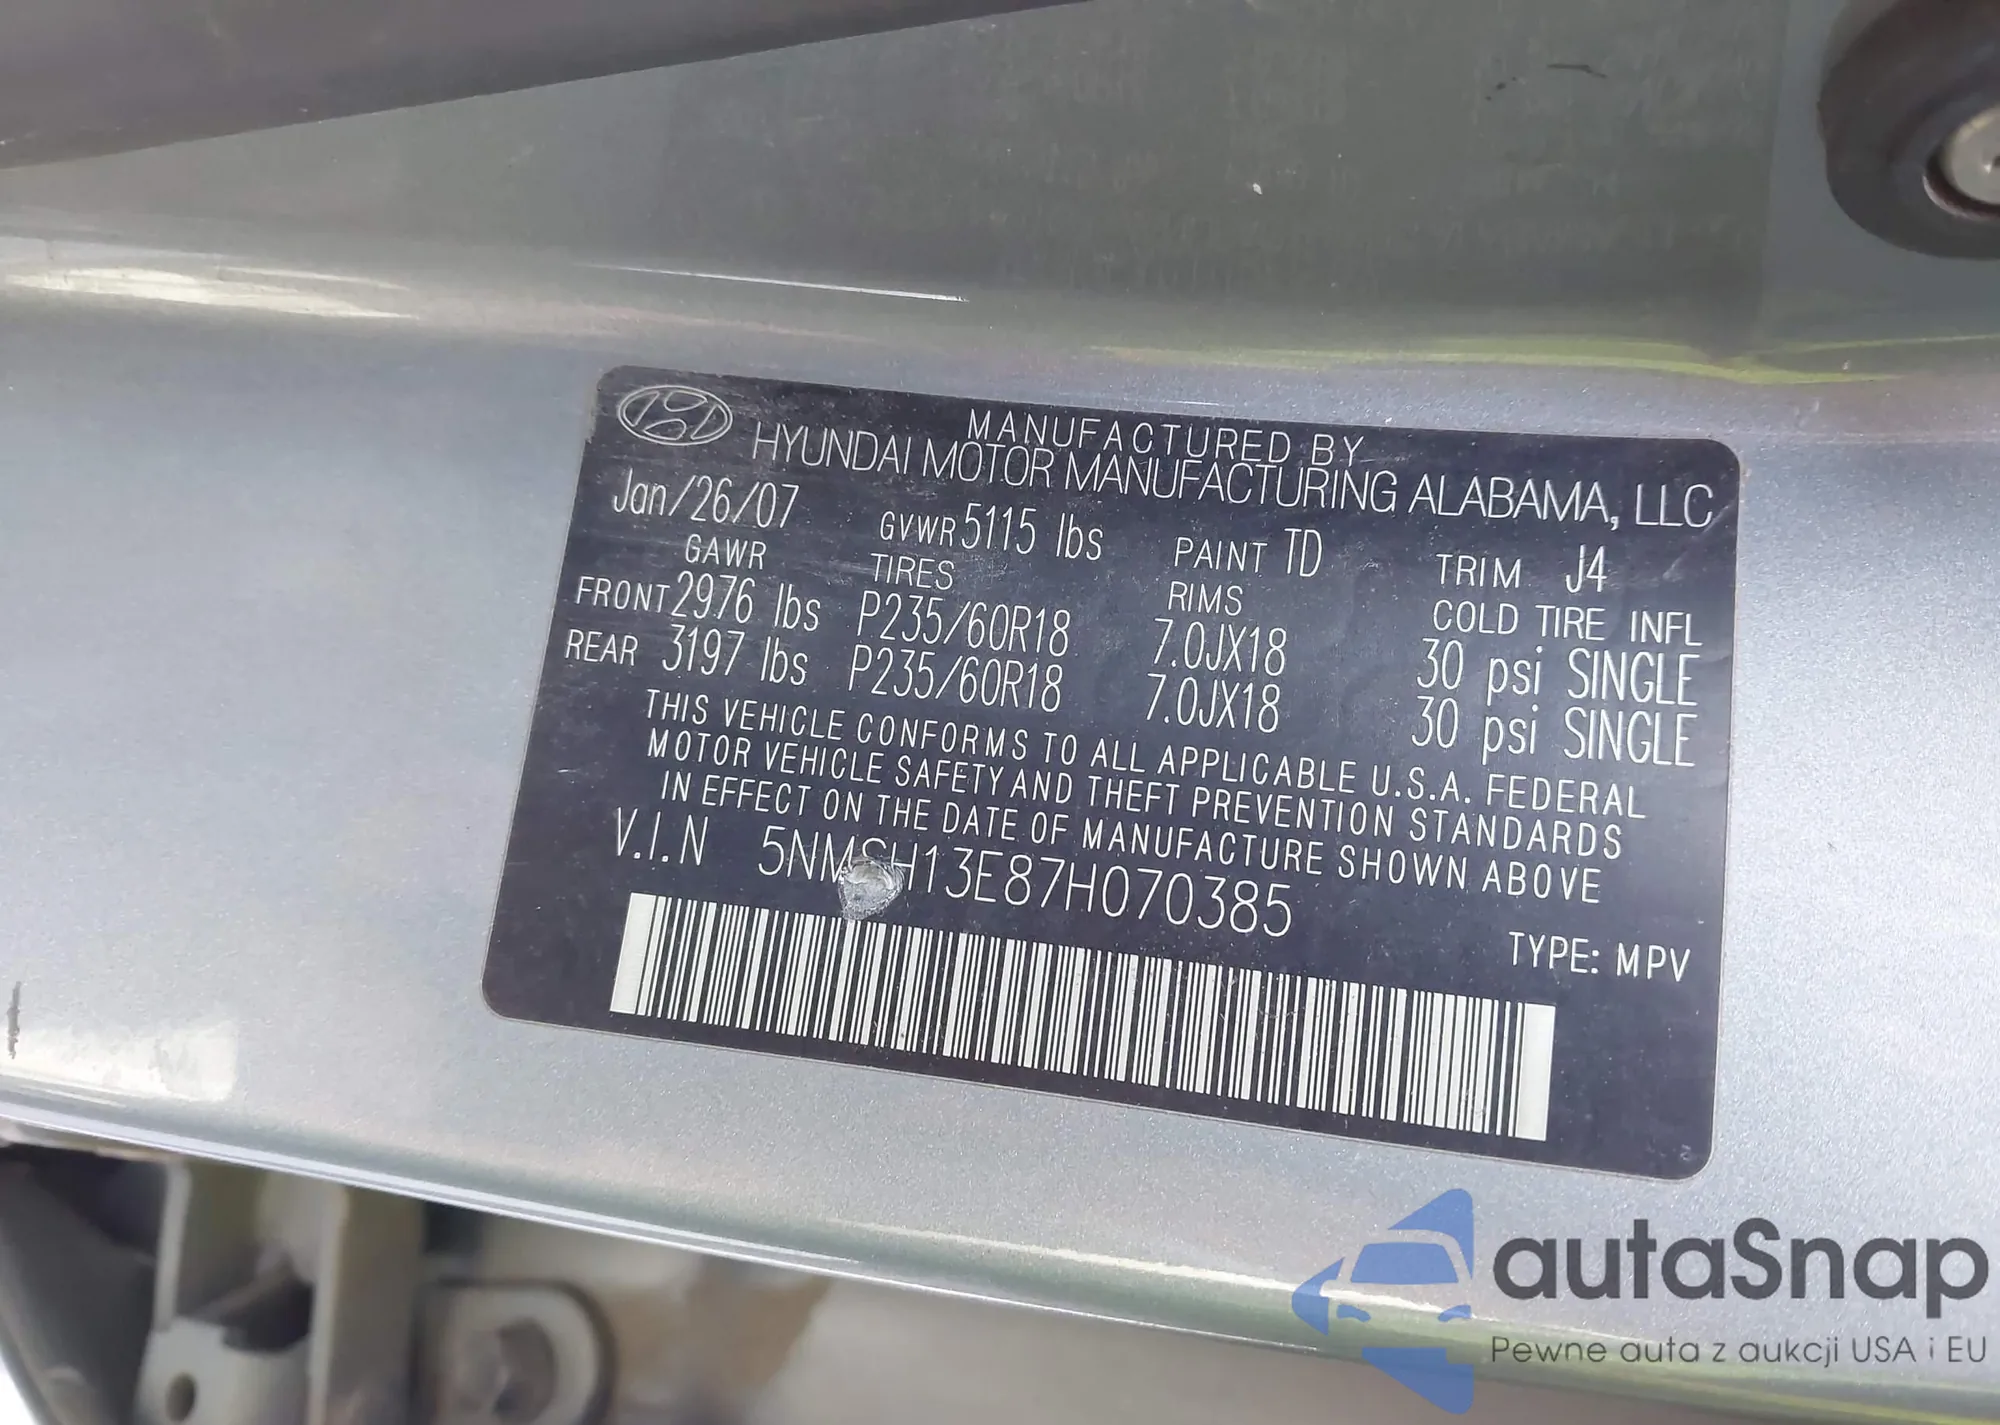 MANUFACTURED BY
HYUNDAI MOTOR MANUFACTURING ALABAMA, LLC
Jan/26/07 GVWR 5115 lbs PAINT TD TRIM J4
GAWR TIRES RIMS COLD TIRE INFL
FRONT 2976 lbs P235/60R18 7.0JX18 30 psi SINGLE
REAR 3197 lbs P235/60R18 7.0JX18 30 psi SINGLE
THIS VEHICLE CONFORMS TO ALL APPLICABLE U.S.A. FEDERAL
MOTOR VEHICLE SAFETY AND THEFT PREVENTION STANDARDS
IN EFFECT ON THE DATE OF MANUFACTURE SHOWN ABOVE
V.I.N 5NMSH13E87H070385
TYPE: MPV
autaSnap
Pewne auta z aukcji USA i EU